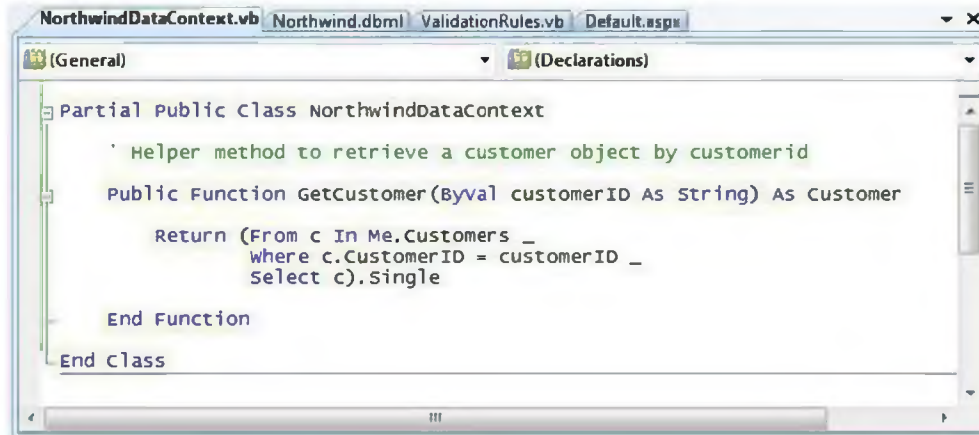 NorthwindDataContext.vb Northwind.dbml ValidationRules.vb Default.aspx
(General) (Declarations)
Partial Public Class NorthwindDataContext
' Helper method to retrieve a customer object by customerid
Public Function GetCustomer(ByVal customerID As String) As Customer
Return (From c In Me.Customers _
Where c.CustomerID = customerID _
Select c).Single
End Function
End Class